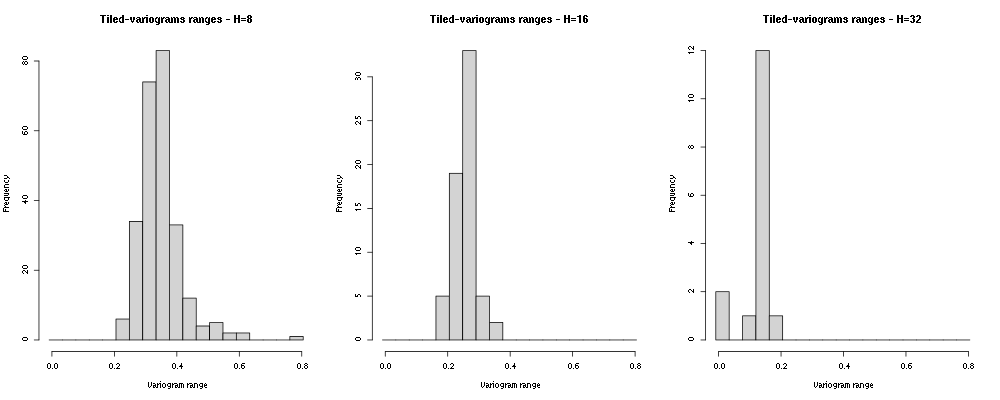 Tiled-variograms ranges - H=8
Frequency
0 20 40 60 80
0.0 0.2 0.4 0.6 0.8
Variogram range
Tiled-variograms ranges - H=16
Frequency
0 5 10 15 20 25 30
0.0 0.2 0.4 0.6 0.8
Variogram range
Tiled-variograms ranges - H=32
Frequency
0 2 4 6 8 10 12
0.0 0.2 0.4 0.6 0.8
Variogram range